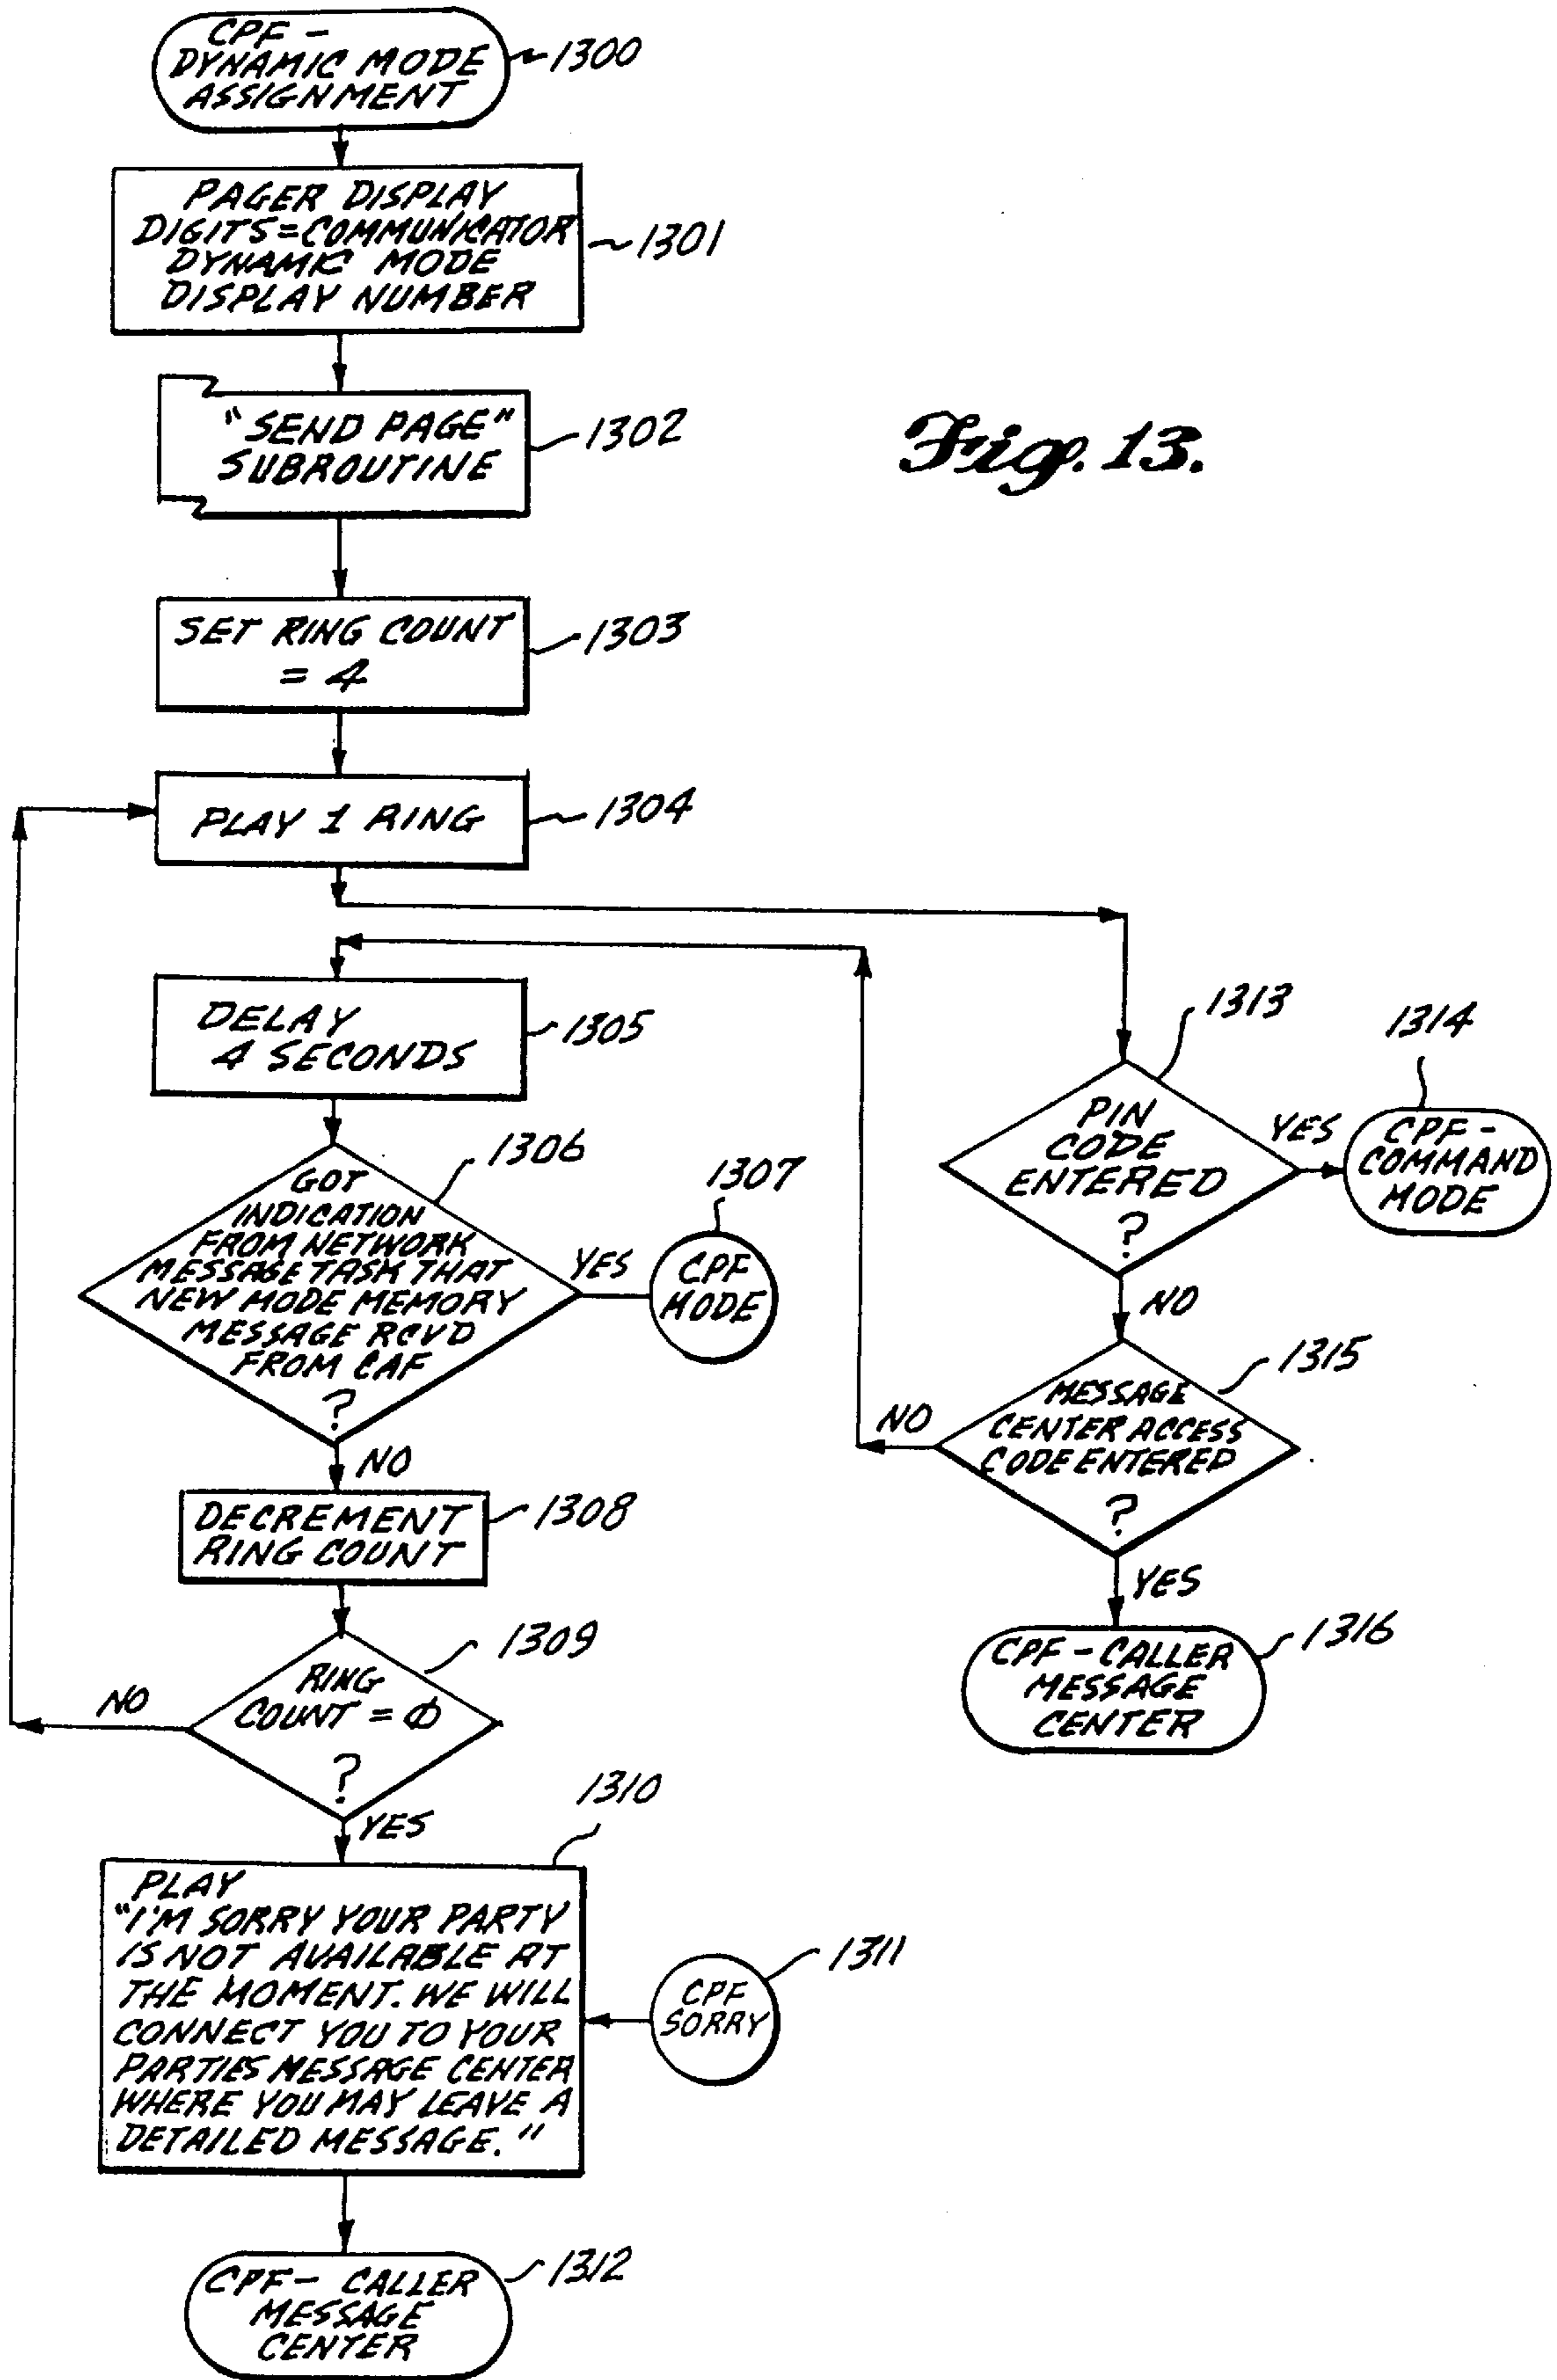 CPF -
DYNAMIC MODE
ASSIGNMENT
1300
PAGER DISPLAY
DIGITS = COMMUNICATOR
DYNAMIC MODE
DISPLAY NUMBER
1301
"SEND PAGE"
SUBROUTINE
1302
Fig. 13.
SET RING COUNT
= 4
1303
PLAY 1 RING
1304
DELAY
4 SECONDS
1305
GOT
INDICATION
FROM NETWORK
MESSAGE TASK THAT
NEW MODE MEMORY
MESSAGE RCVD
FROM CAF
?
1306
YES
CPF
MODE
1307
NO
DECREMENT
RING COUNT
1308
RING
COUNT = Φ
?
1309
NO
YES
PLAY
"I'M SORRY YOUR PARTY
IS NOT AVAILABLE AT
THE MOMENT. WE WILL
CONNECT YOU TO YOUR
PARTIES MESSAGE CENTER
WHERE YOU MAY LEAVE A
DETAILED MESSAGE."
1310
CPF
SORRY
1311
CPF - CALLER
MESSAGE
CENTER
1312
PIN
CODE
ENTERED
?
1313
YES
CPF -
COMMAND
MODE
1314
NO
MESSAGE
CENTER ACCESS
CODE ENTERED
?
1315
NO
YES
CPF - CALLER
MESSAGE
CENTER
1316